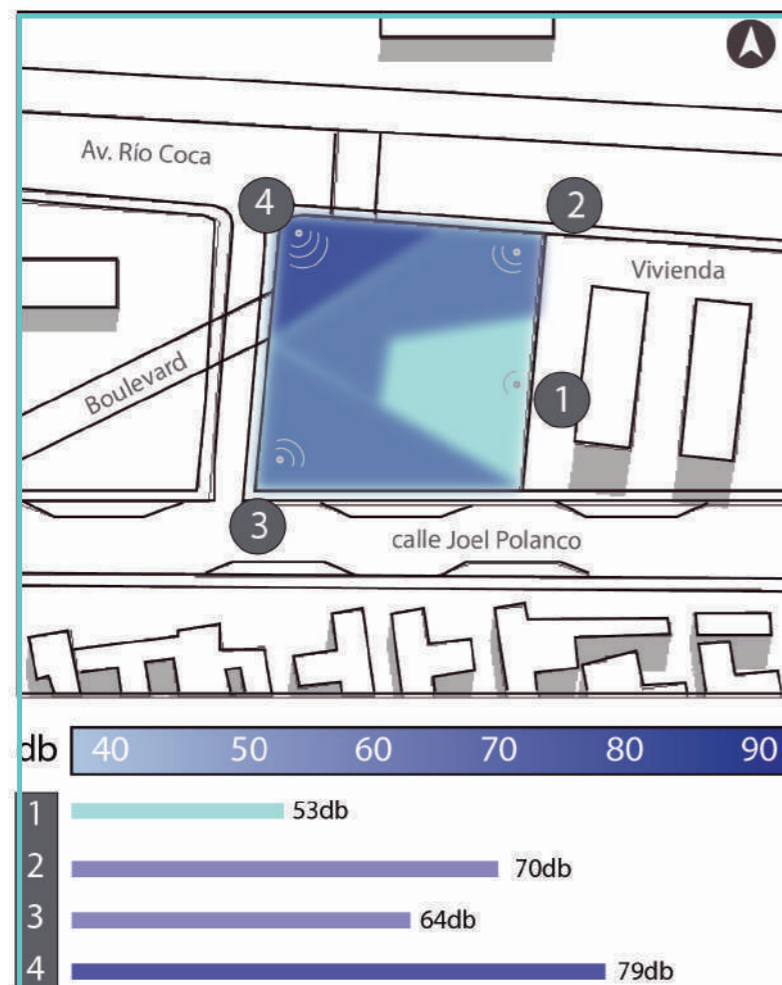 Av. Río Coca
4
2
Vivienda
Boulevard
1
3
calle Joel Polanco
db 40 50 60 70 80 90
1 53db
2 70db
3 64db
4 79db